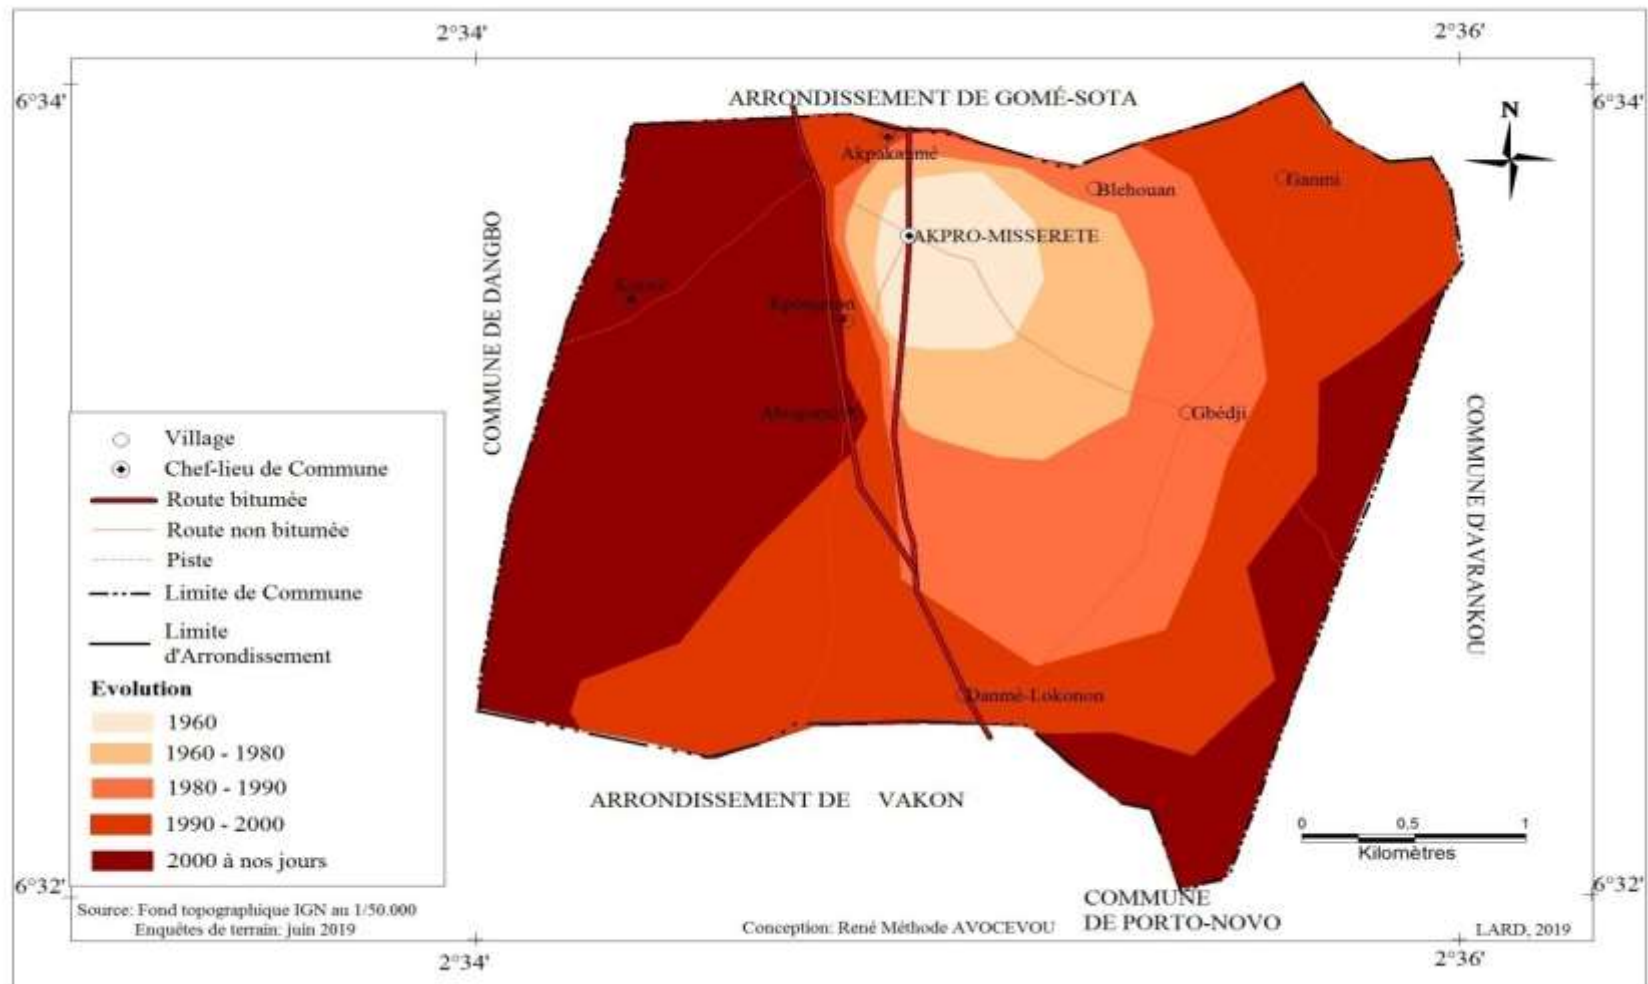 2°34'
2°36'
6°34'
6°34'
ARRONDISSEMENT DE GOMÉ-SOTA
N
Blehouan
Ganmi
AKPRO-MISSERETE
COMMUNE DE DANGBO
Gbédji
COMMUNE D'AVRANKOU
Danmé-Lokonon
ARRONDISSEMENT DE VAKON
Village
Chef-lieu de Commune
Route bitumée
Route non bitumée
Piste
Limite de Commune
Limite
d'Arrondissement
Evolution
1960
1960 - 1980
1980 - 1990
1990 - 2000
2000 à nos jours
0 0,5 1
Kilomètres
6°32'
6°32'
COMMUNE
DE PORTO-NOVO
Source: Fond topographique IGN au 1/50.000
Enquêtes de terrain: juin 2019
Conception: René Méthode AVOCEVOU
LARD, 2019
2°34'
2°36'